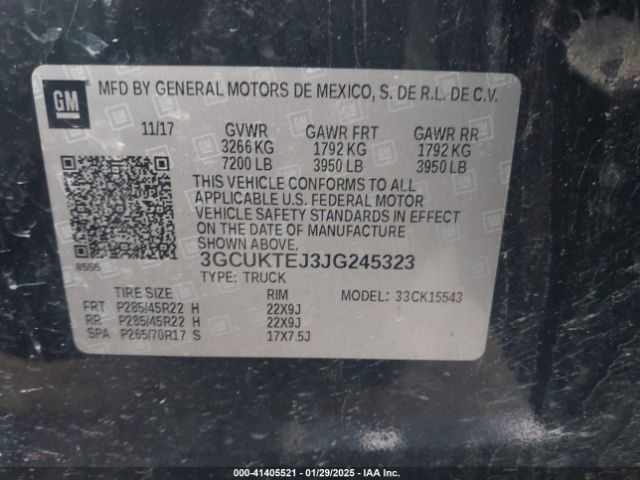 GM
MFD BY GENERAL MOTORS DE MEXICO, S. DE R.L. DE C.V.
11/17 GVWR GAWR FRT GAWR RR
3266 KG 1792 KG 1792 KG
7200 LB 3950 LB 3950 LB
THIS VEHICLE CONFORMS TO ALL
APPLICABLE U.S. FEDERAL MOTOR
VEHICLE SAFETY STANDARDS IN EFFECT
ON THE DATE OF MANUFACTURE
SHOWN ABOVE.
8555 3GCUKTEJ3JG245323
TYPE: TRUCK
TIRE SIZE RIM MODEL: 33CK15543
FRT P285/45R22 H 22X9J
RR P285/45R22 H 22X9J
SPA P265/70R17 S 17X7.5J
000-41405521 - 01/29/2025 - IAA Inc.